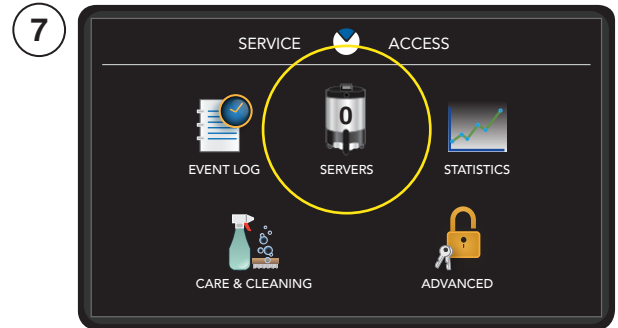 7
SERVICE ACCESS
0
EVENT LOG SERVERS STATISTICS
CARE & CLEANING ADVANCED